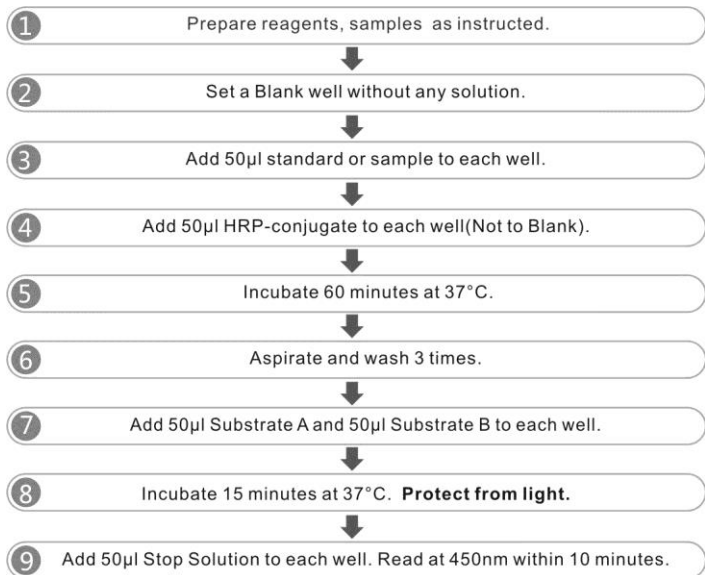 1 Prepare reagents, samples as instructed.
2 Set a Blank well without any solution.
3 Add 50μl standard or sample to each well.
4 Add 50μl HRP-conjugate to each well(Not to Blank).
5 Incubate 60 minutes at 37°C.
6 Aspirate and wash 3 times.
7 Add 50μl Substrate A and 50μl Substrate B to each well.
8 Incubate 15 minutes at 37°C. Protect from light.
9 Add 50μl Stop Solution to each well. Read at 450nm within 10 minutes.